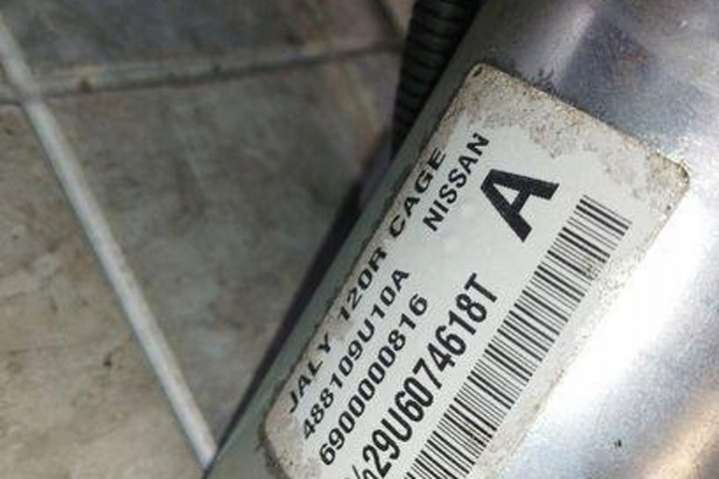 JALY 120R CAGE
488109U10A NISSAN
6900000816
A
%29U6074618T